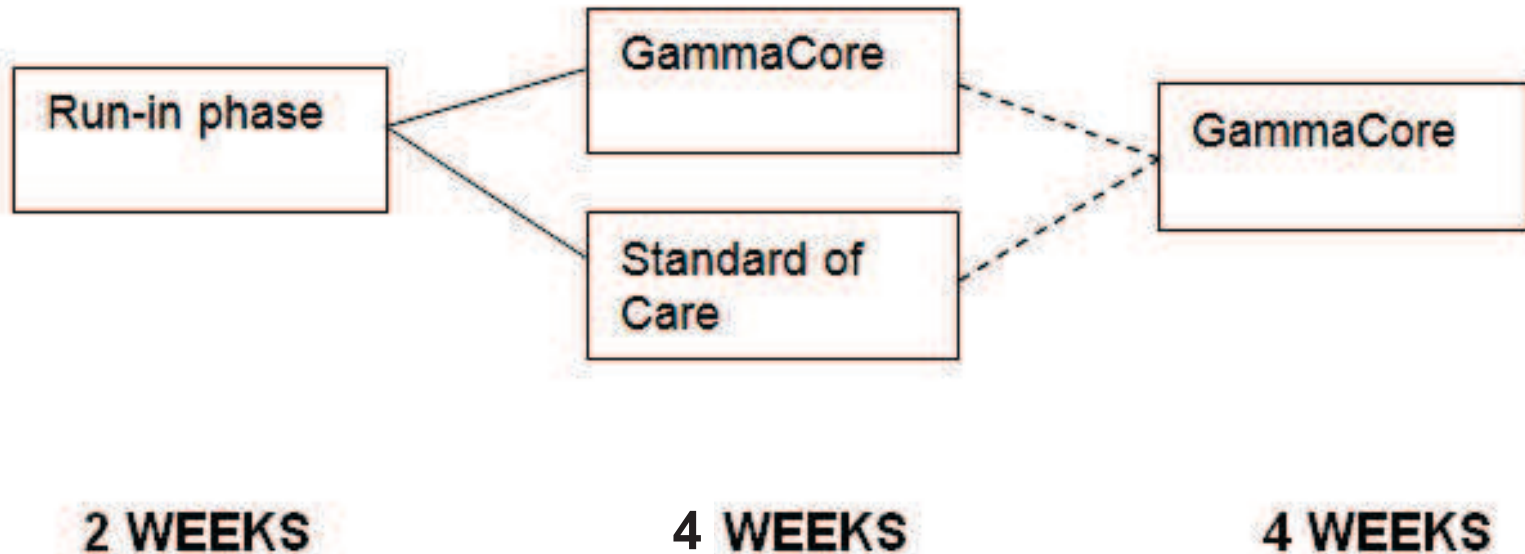 Run-in phase
GammaCore
Standard of
Care
GammaCore
2 WEEKS
4 WEEKS
4 WEEKS